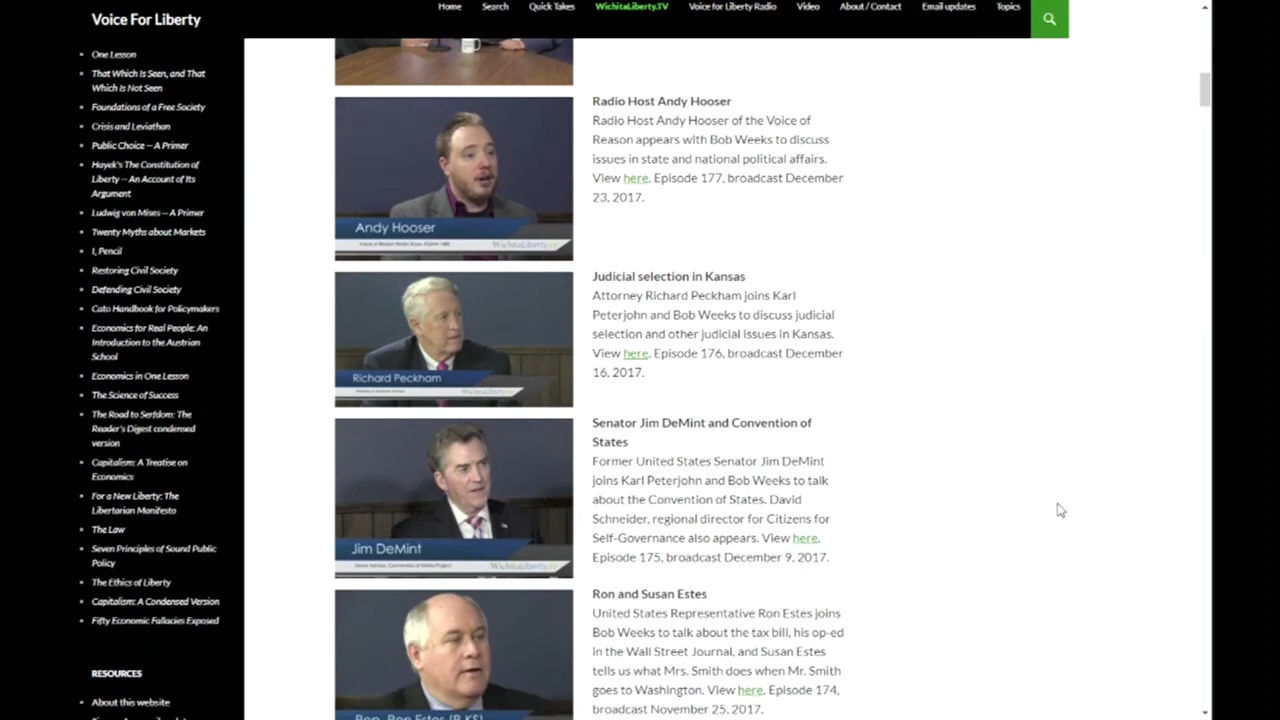 Voice For Liberty
Home Search Quick Takes WichitaLiberty.TV Voice for Liberty Radio Video About / Contact Email updates Topics
One Lesson
That Which Is Seen, and That
Which Is Not Seen
Foundations of a Free Society
Crisis and Leviathan
Public Choice – A Primer
Hayek's The Constitution of
Liberty – An Account of Its
Argument
Ludwig von Mises – A Primer
Twenty Myths about Markets
I, Pencil
Restoring Civil Society
Defending Civil Society
Cato Handbook for Policymakers
Economics for Real People: An
Introduction to the Austrian
School
Economics in One Lesson
The Science of Success
The Road to Serfdom: The
Reader's Digest condensed
version
Capitalism: A Treatise on
Economics
For a New Liberty: The
Libertarian Manifesto
The Law
Seven Principles of Sound Public
Policy
The Ethics of Liberty
Capitalism: A Condensed Version
Fifty Economic Fallacies Exposed
RESOURCES
About this website
Andy Hooser
WichitaLiberty.TV
Radio Host Andy Hooser
Radio Host Andy Hooser of the Voice of
Reason appears with Bob Weeks to discuss
issues in state and national political affairs.
View here. Episode 177, broadcast December
23, 2017.
Richard Peckham
WichitaLiberty.TV
Judicial selection in Kansas
Attorney Richard Peckham joins Karl
Peterjohn and Bob Weeks to discuss judicial
selection and other judicial issues in Kansas.
View here. Episode 176, broadcast December
16, 2017.
Jim DeMint
WichitaLiberty.TV
Senator Jim DeMint and Convention of
States
Former United States Senator Jim DeMint
joins Karl Peterjohn and Bob Weeks to talk
about the Convention of States. David
Schneider, regional director for Citizens for
Self-Governance also appears. View here.
Episode 175, broadcast December 9, 2017.
Rep. Ron Estes (R-KS)
Ron and Susan Estes
United States Representative Ron Estes joins
Bob Weeks to talk about the tax bill, his op-ed
in the Wall Street Journal, and Susan Estes
tells us what Mrs. Smith does when Mr. Smith
goes to Washington. View here. Episode 174,
broadcast November 25, 2017.